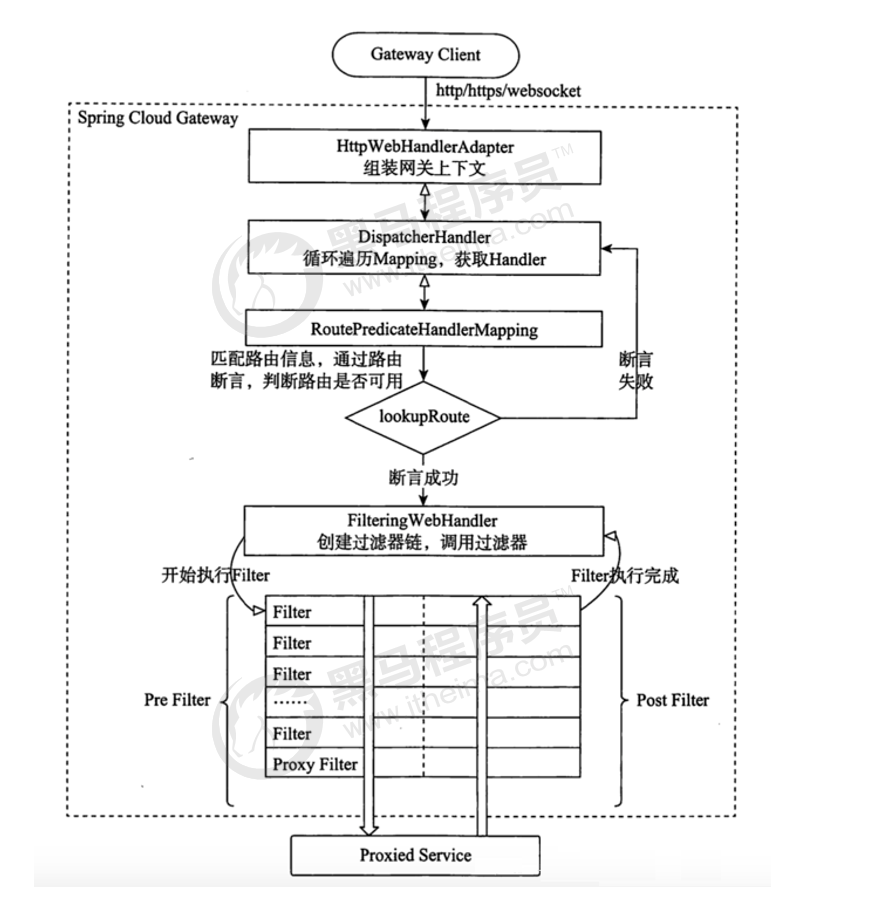 Gateway Client
http/https/websocket
Spring Cloud Gateway
HttpWebHandlerAdapter
组装网关上下文
DispatcherHandler
循环遍历Mapping，获取Handler
RoutePredicateHandlerMapping
匹配路由信息，通过路由
断言，判断路由是否可用
断言
失败
lookupRoute
断言成功
FilteringWebHandler
创建过滤器链，调用过滤器
开始执行Filter
Filter执行完成
Filter
Filter
Filter
......
Filter
Proxy Filter
Pre Filter
Post Filter
Proxied Service
黑马程序员™
www.itheima.com
黑马程序员™
www.itheima.com